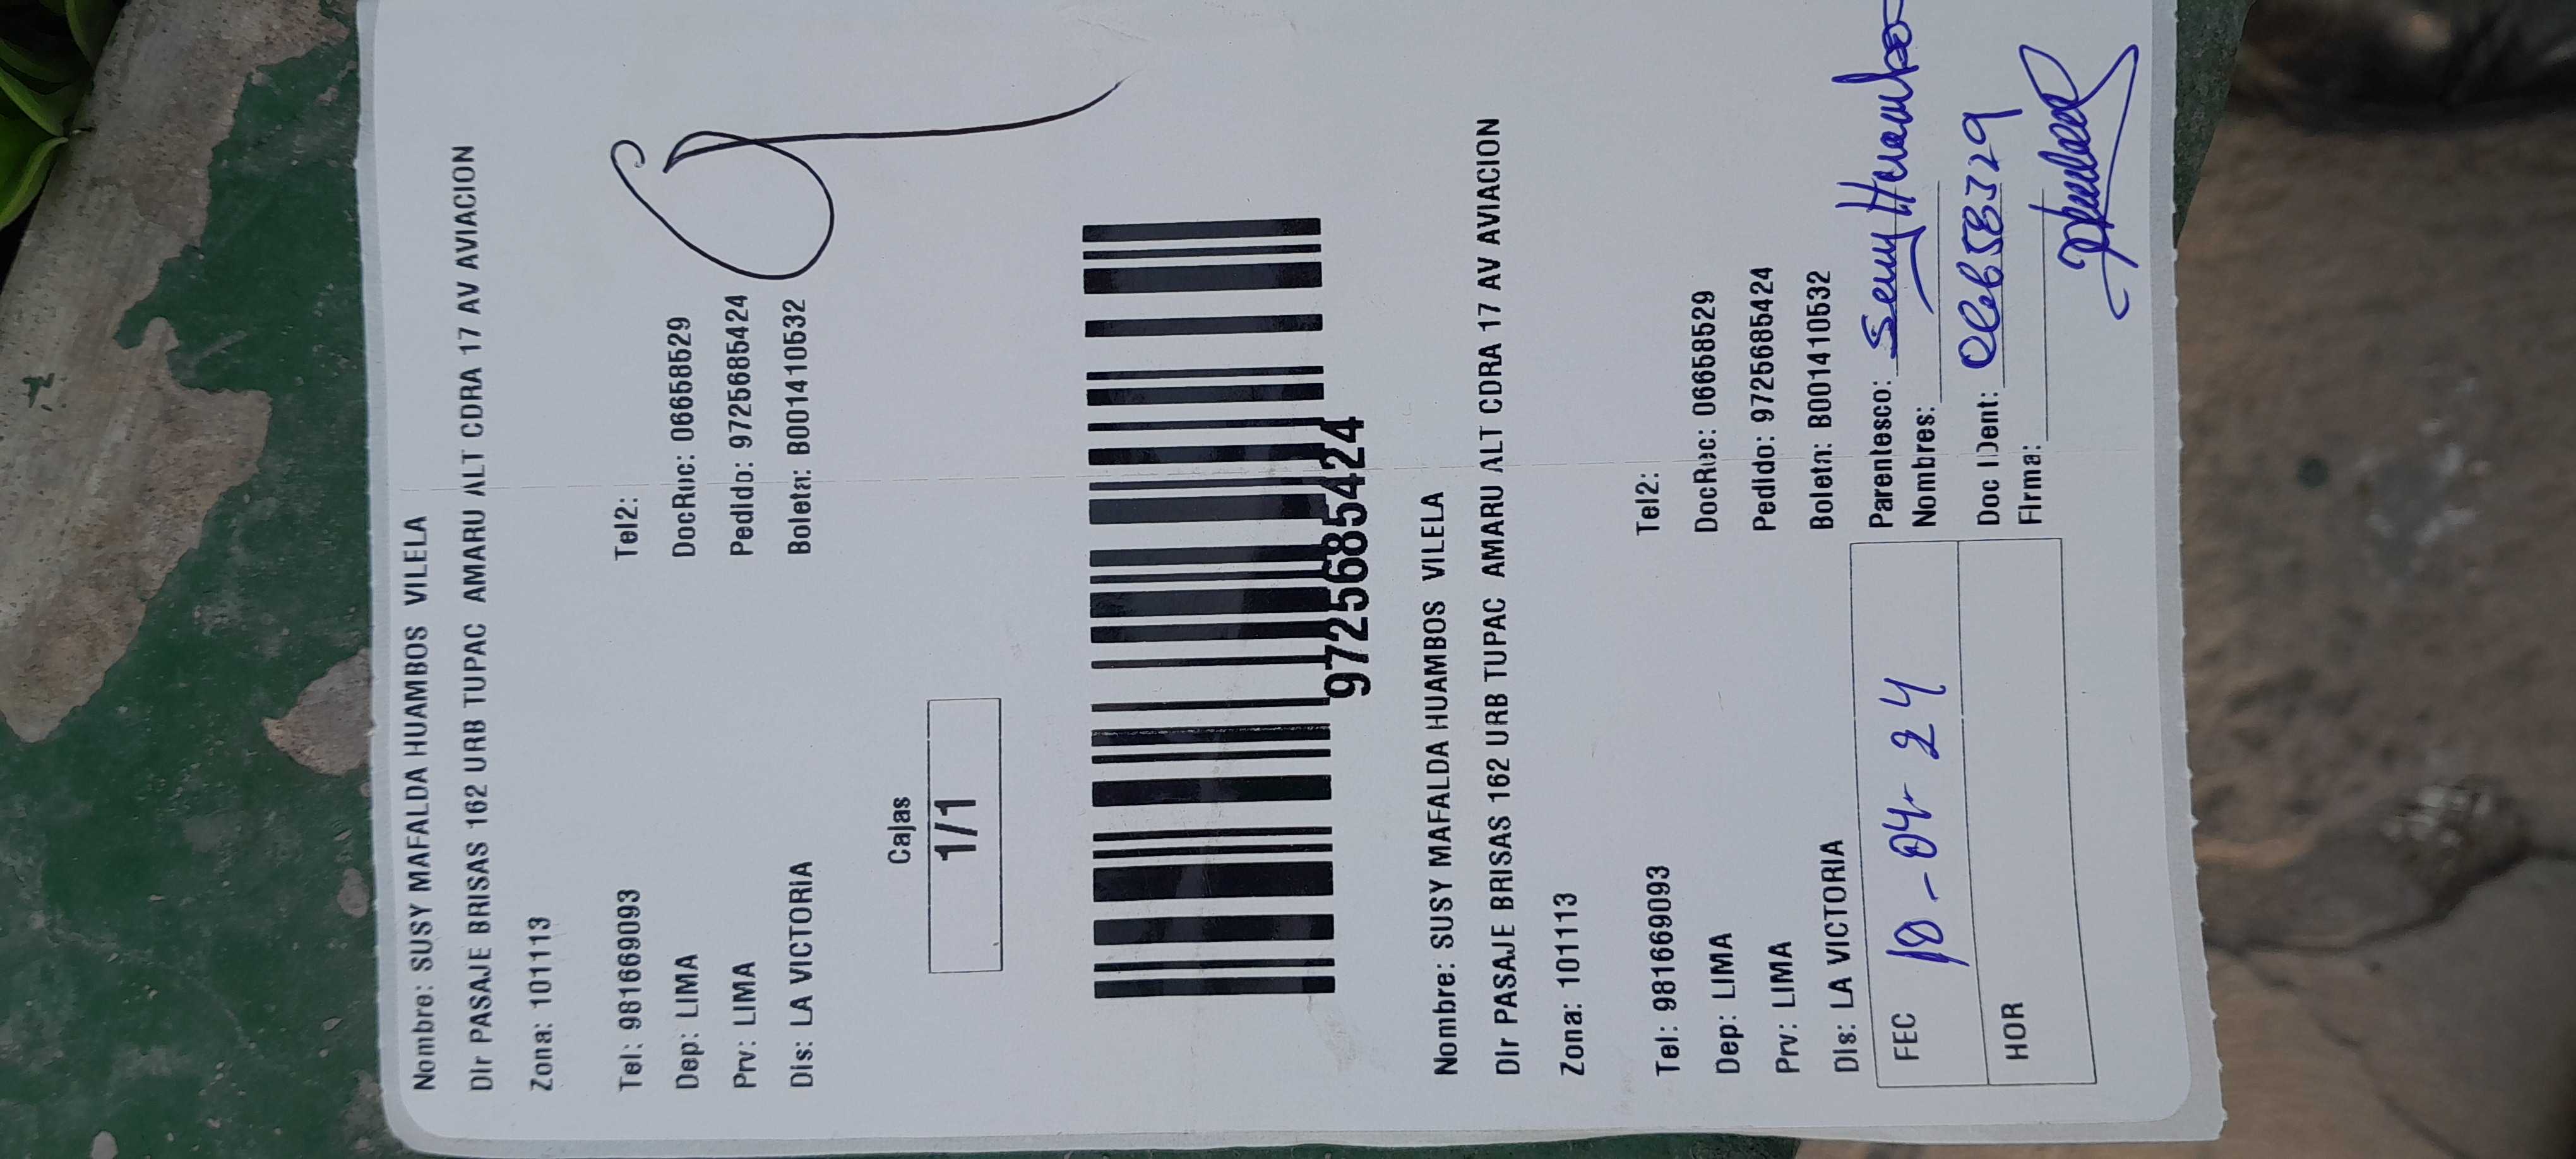 Nombre: SUSY MAFALDA HUAMBOS VILELA
Dir PASAJE BRISAS 162 URB TUPAC AMARU ALT CDRA 17 AV AVIACION
Zona: 101113
Tel: 981669093 Tel2:
Dep: LIMA DocRuc: 06658529
Prv: LIMA Pedido: 9725685424
Dis: LA VICTORIA Boleta: B001410532
Cajas
1/1
9725685424
Nombre: SUSY MAFALDA HUAMBOS VILELA
Dir PASAJE BRISAS 162 URB TUPAC AMARU ALT CDRA 17 AV AVIACION
Zona: 101113
Tel: 981669093 Tel2:
Dep: LIMA DocRuc: 06658529
Prv: LIMA Pedido: 9725685424
Dis: LA VICTORIA Boleta: B001410532
FEC 18-04-24 Parentesco:
Nombres:
HOR Doc IDent:
Firma: